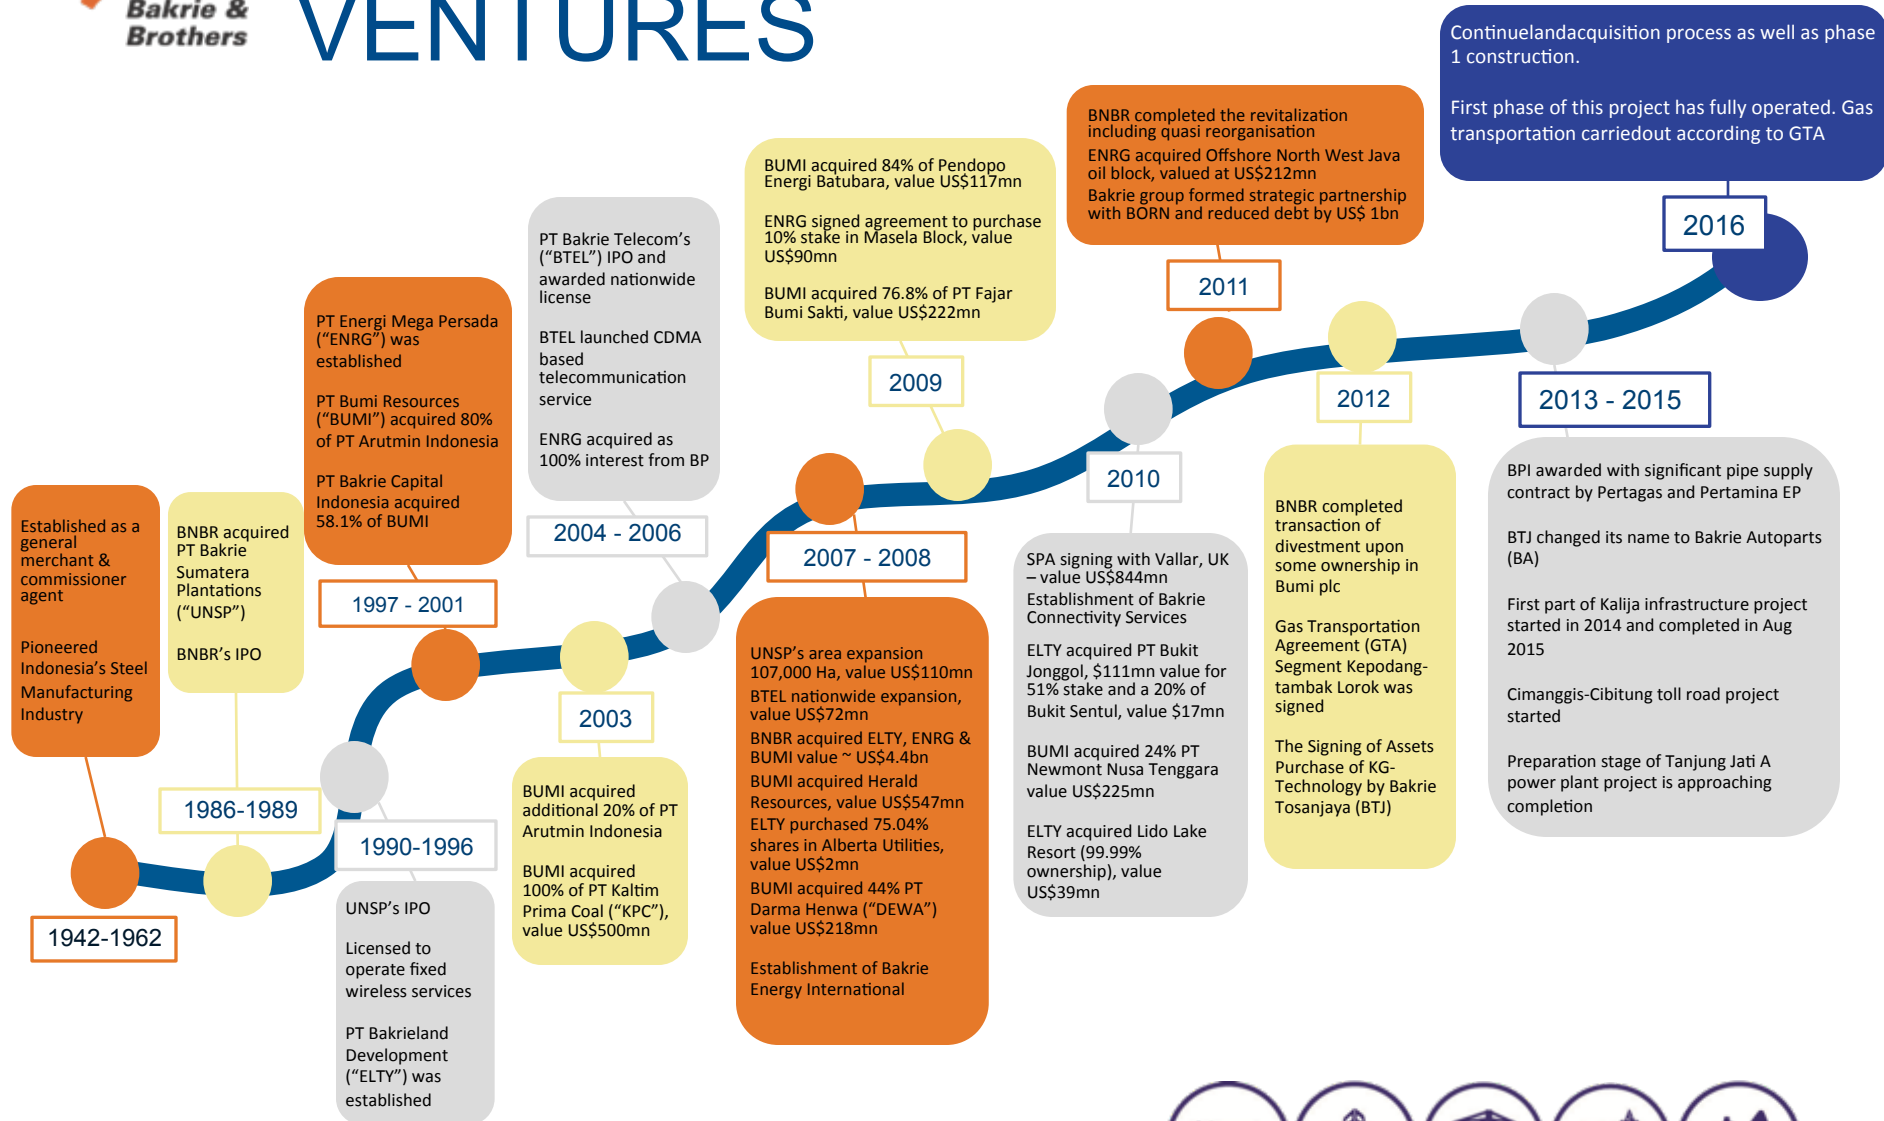 Bakrie &
Brothers
VENTURES
Established as a
general
merchant &
commissioner
agent
Pioneered
Indonesia's Steel
Manufacturing
Industry
1942-1962
BNBR acquired
PT Bakrie
Sumatera
Plantations
("UNSP")
BNBR's IPO
1986-1989
1990-1996
UNSP's IPO
Licensed to
operate fixed
wireless services
PT Bakrieland
Development
("ELTY") was
established
PT Energi Mega Persada
("ENRG") was
established
PT Bumi Resources
("BUMI") acquired 80%
of PT Arutmin Indonesia
PT Bakrie Capital
Indonesia acquired
58.1% of BUMI
1997 - 2001
2003
BUMI acquired
additional 20% of PT
Arutmin Indonesia
BUMI acquired
100% of PT Kaltim
Prima Coal ("KPC"),
value US$500mn
PT Bakrie Telecom's
("BTEL") IPO and
awarded nationwide
license
BTEL launched CDMA
based
telecommunication
service
ENRG acquired as
100% interest from BP
2004 - 2006
2007 - 2008
UNSP's area expansion
107,000 Ha, value US$110mn
BTEL nationwide expansion,
value US$72mn
BNBR acquired ELTY, ENRG &
BUMI value ~ US$4.4bn
BUMI acquired Herald
Resources, value US$547mn
ELTY purchased 75.04%
shares in Alberta Utilities,
value US$2mn
BUMI acquired 44% PT
Darma Henwa ("DEWA")
value US$218mn
Establishment of Bakrie
Energy International
BUMI acquired 84% of Pendopo
Energi Batubara, value US$117mn
ENRG signed agreement to purchase
10% stake in Masela Block, value
US$90mn
BUMI acquired 76.8% of PT Fajar
Bumi Sakti, value US$222mn
2009
2010
SPA signing with Vallar, UK
– value US$844mn
Establishment of Bakrie
Connectivity Services
ELTY acquired PT Bukit
Jonggol, $111mn value for
51% stake and a 20% of
Bukit Sentul, value $17mn
BUMI acquired 24% PT
Newmont Nusa Tenggara
value US$225mn
ELTY acquired Lido Lake
Resort (99.99%
ownership), value
US$39mn
BNBR completed the revitalization
including quasi reorganisation
ENRG acquired Offshore North West Java
oil block, valued at US$212mn
Bakrie group formed strategic partnership
with BORN and reduced debt by US$ 1bn
2011
2012
BNBR completed
transaction of
divestment upon
some ownership in
Bumi plc
Gas Transportation
Agreement (GTA)
Segment Kepodang-
tambak Lorok was
signed
The Signing of Assets
Purchase of KG-
Technology by Bakrie
Tosanjaya (BTJ)
2013 - 2015
BPI awarded with significant pipe supply
contract by Pertagas and Pertamina EP
BTJ changed its name to Bakrie Autoparts
(BA)
First part of Kalija infrastructure project
started in 2014 and completed in Aug
2015
Cimanggis-Cibitung toll road project
started
Preparation stage of Tanjung Jati A
power plant project is approaching
completion
Continuelandacquisition process as well as phase
1 construction.
First phase of this project has fully operated. Gas
transportation carriedout according to GTA
2016